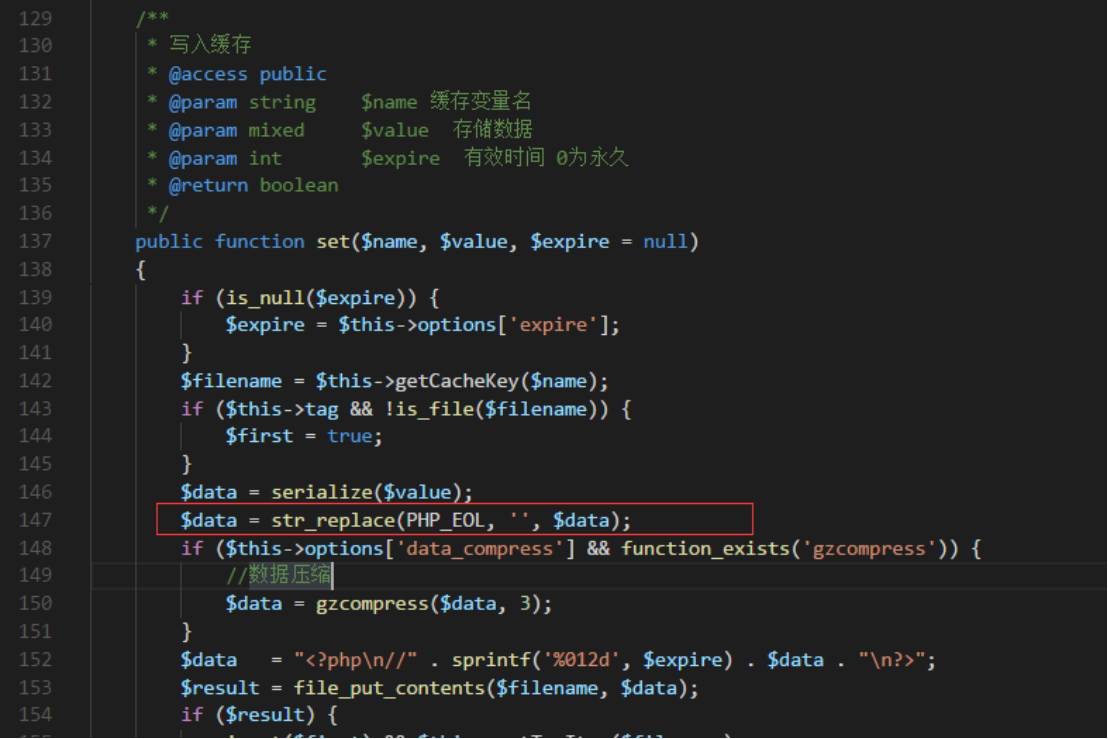 129 /**
130 * 写入缓存
131 * @access public
132 * @param string $name 缓存变量名
133 * @param mixed $value 存储数据
134 * @param int $expire 有效时间 0为永久
135 * @return boolean
136 */
137 public function set($name, $value, $expire = null)
138 {
139 if (is_null($expire)) {
140 $expire = $this->options['expire'];
141 }
142 $filename = $this->getCacheKey($name);
143 if ($this->tag && !is_file($filename)) {
144 $first = true;
145 }
146 $data = serialize($value);
147 $data = str_replace(PHP_EOL, '', $data);
148 if ($this->options['data_compress'] && function_exists('gzcompress')) {
149 //数据压缩
150 $data = gzcompress($data, 3);
151 }
152 $data = "<?php\n//" . sprintf('%012d', $expire) . $data . "\n?>";
153 $result = file_put_contents($filename, $data);
154 if ($result) {